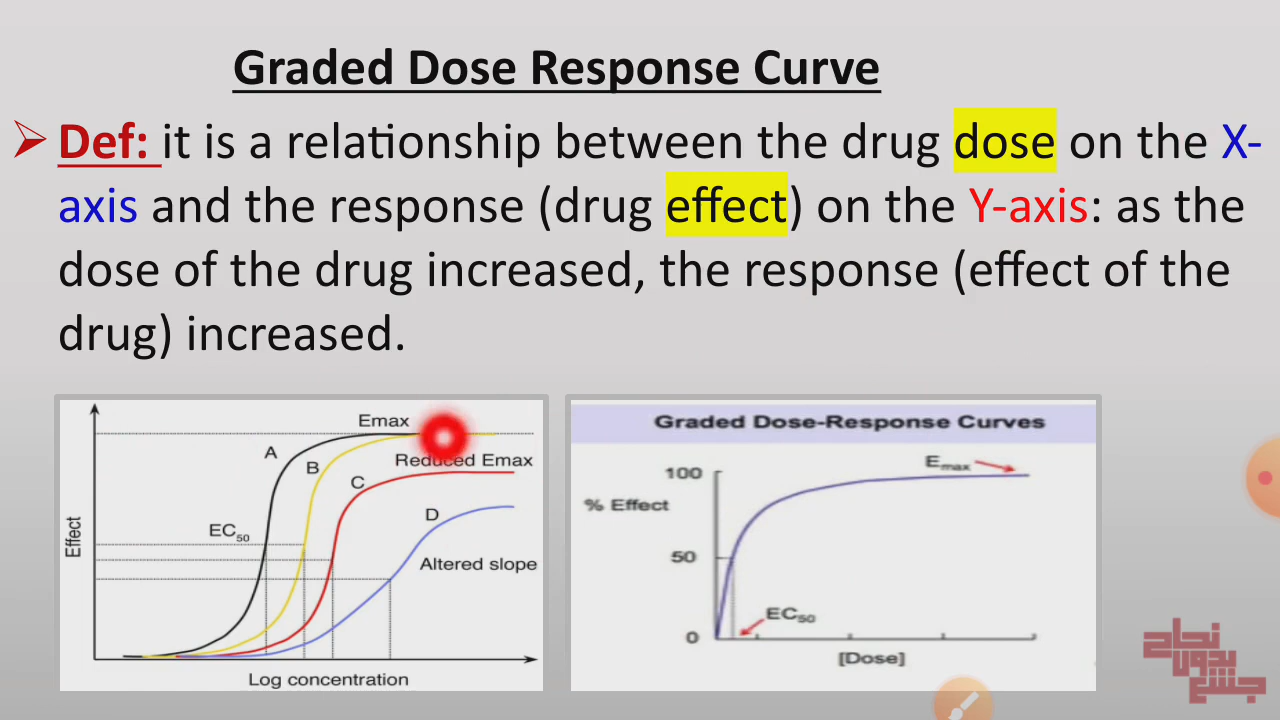 Graded Dose Response Curve
Def: it is a relationship between the drug dose on the X-
axis and the response (drug effect) on the Y-axis: as the
dose of the drug increased, the response (effect of the
drug) increased.
Emax
A
B
Reduced Emax
C
D
EC50
Effect
Altered slope
Log concentration
Graded Dose-Response Curves
Emax
100
% Effect
50
EC50
0
[Dose]
نجاح
بدون
جشع